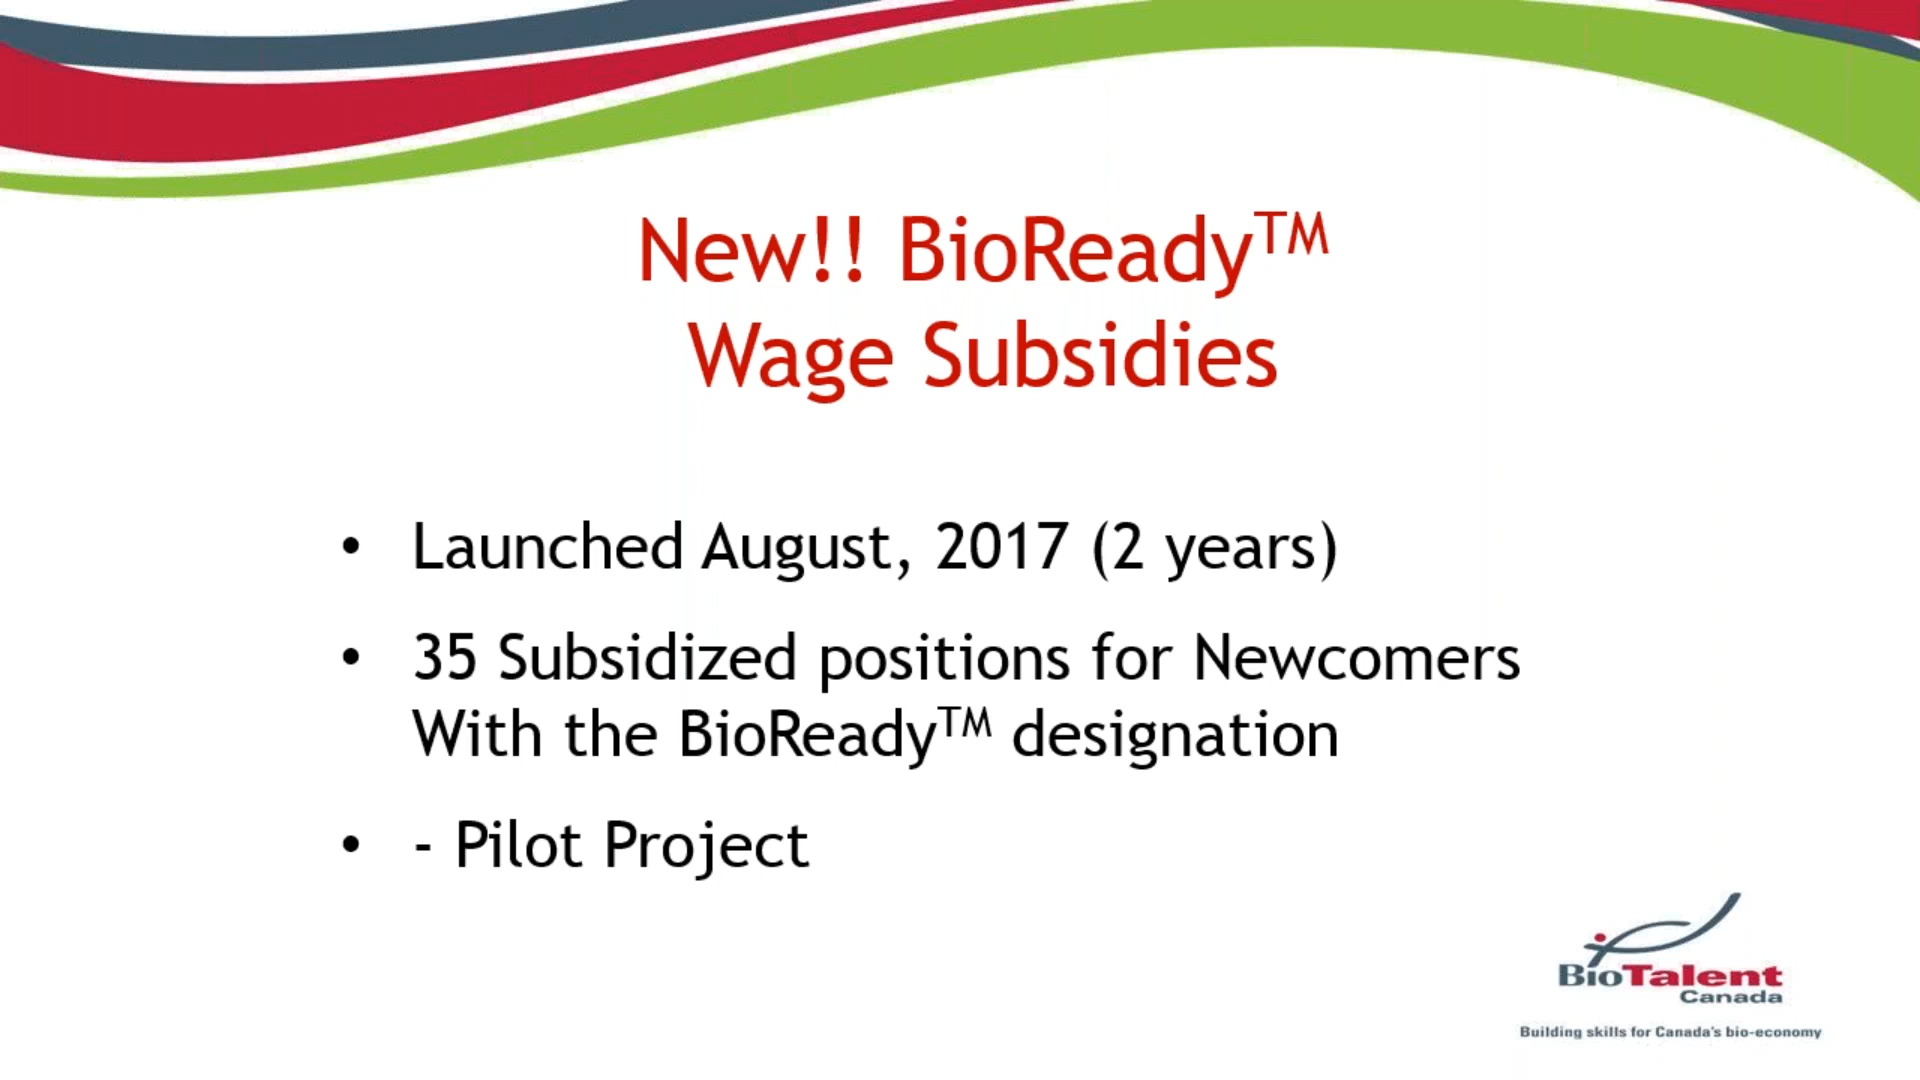 New!! BioReady™
Wage Subsidies
• Launched August, 2017 (2 years)
• 35 Subsidized positions for Newcomers
With the BioReady™ designation
• - Pilot Project
BioTalent
Canada
Building skills for Canada's bio-economy